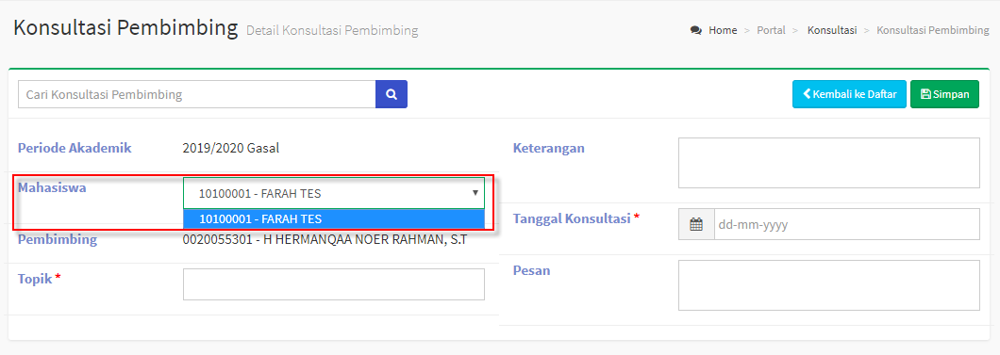 Konsultasi Pembimbing Detail Konsultasi Pembimbing
Home > Portal > Konsultasi > Konsultasi Pembimbing
Cari Konsultasi Pembimbing
Kembali ke Daftar
Simpan
Periode Akademik 2019/2020 Gasal
Mahasiswa 10100001 - FARAH TES
10100001 - FARAH TES
Pembimbing 0020055301 - H HERMANQAA NOER RAHMAN, S.T
Topik *
Keterangan
Tanggal Konsultasi * dd-mm-yyyy
Pesan